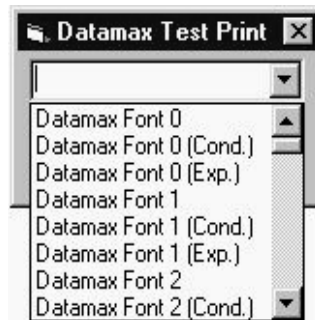 Datamax Test Print
Datamax Font 0
Datamax Font 0 (Cond.)
Datamax Font 0 (Exp.)
Datamax Font 1
Datamax Font 1 (Cond.)
Datamax Font 1 (Exp.)
Datamax Font 2
Datamax Font 2 (Cond.)